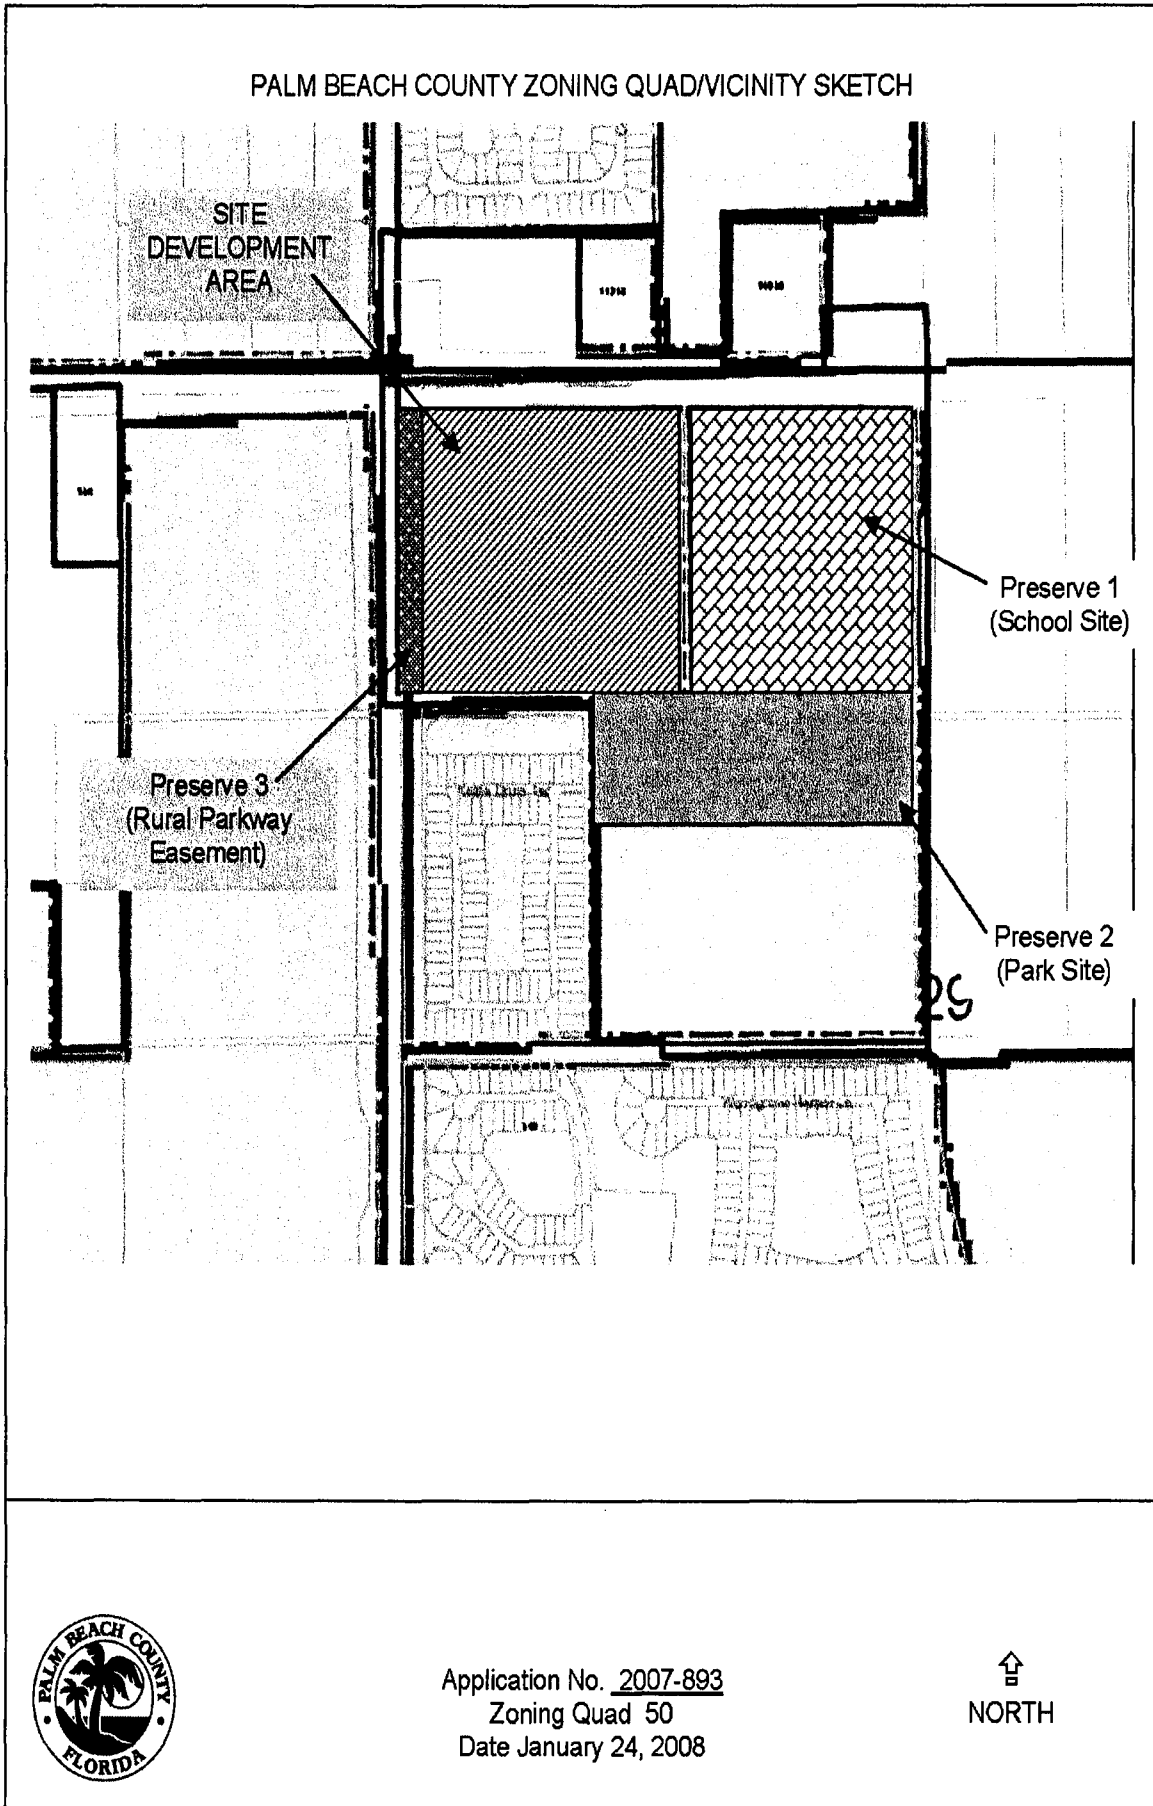 PALM BEACH COUNTY ZONING QUAD/VICINITY SKETCH
SITE
DEVELOPMENT
AREA
Preserve 1
(School Site)
Preserve 3
(Rural Parkway
Easement)
Preserve 2
(Park Site)
PALM BEACH COUNTY
FLORIDA
Application No. 2007-893
Zoning Quad 50
Date January 24, 2008
NORTH